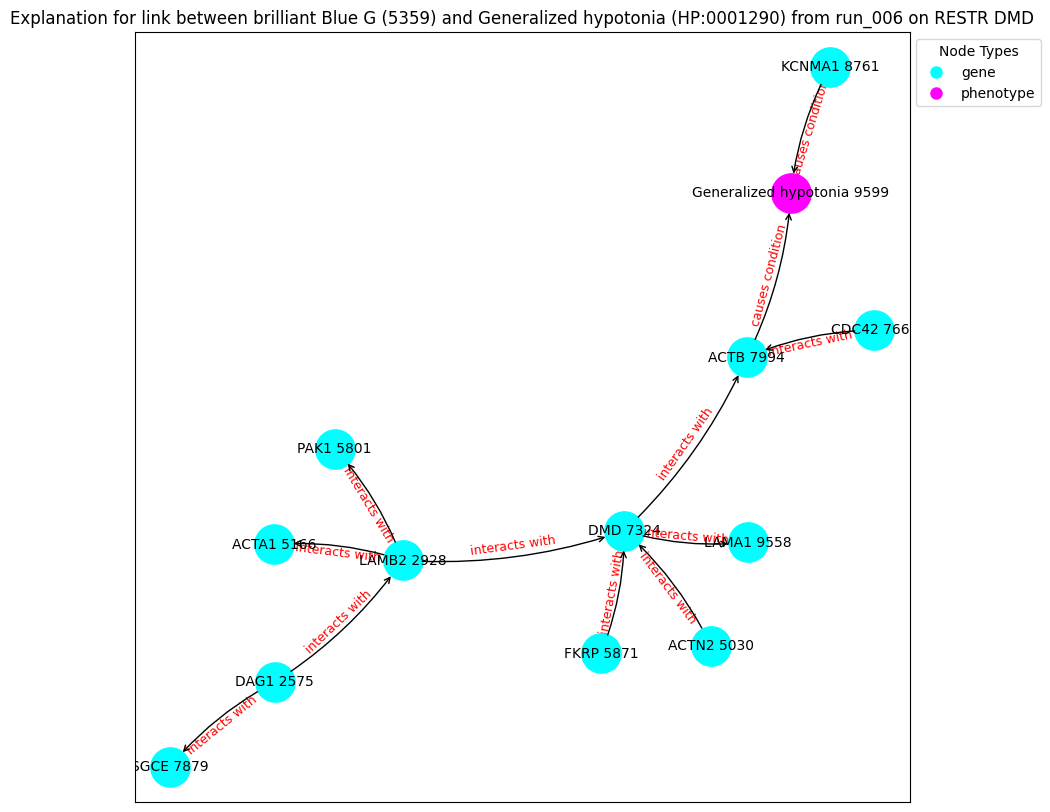 Explanation for link between brilliant Blue G (5359) and Generalized hypotonia (HP:0001290) from run_006 on RESTR DMD
Node Types
gene
phenotype
KCNMA1 8761
causes condition
Generalized hypotonia 9599
causes condition
CDC42 766
interacts with
ACTB 7994
interacts with
PAK1 5801
interacts with
ACTA1 5166
interacts with
LAMB2 2928
interacts with
DMD 7324
interacts with
LAMA1 9558
interacts with
interacts with
FKRP 5871
ACTN2 5030
interacts with
DAG1 2575
interacts with
SGCE 7879